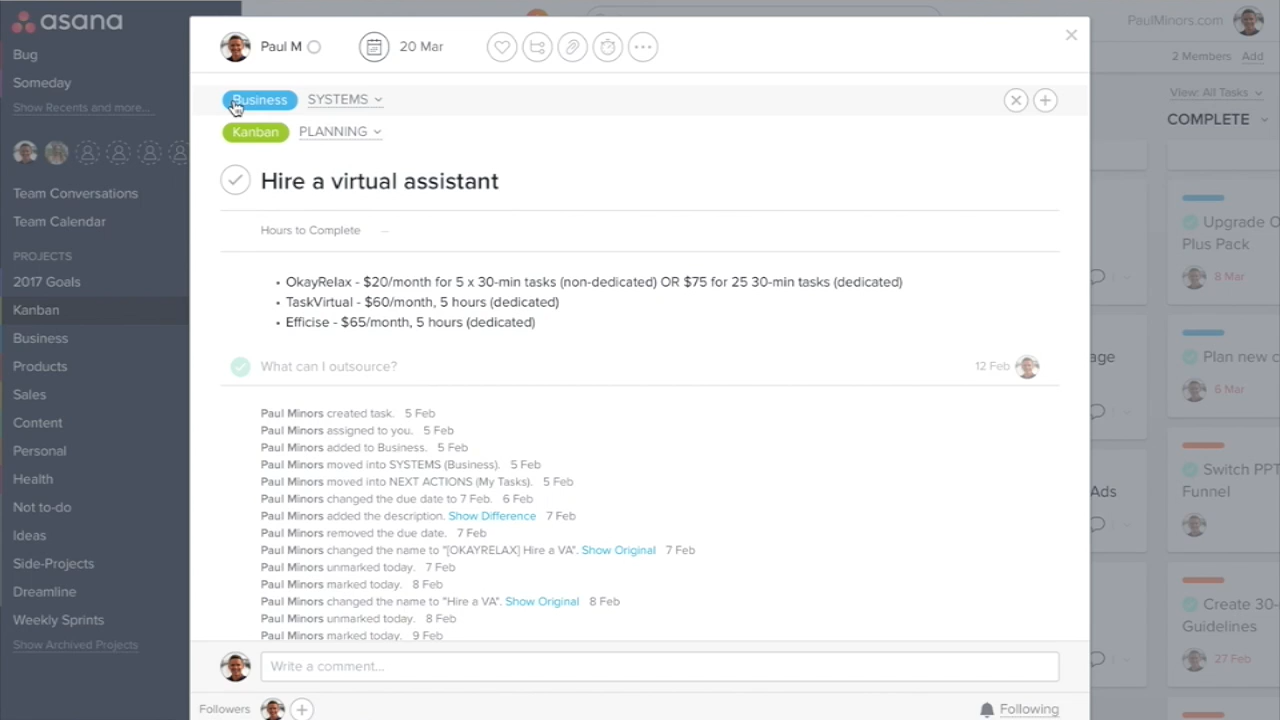 asana
Bug
Someday
Show Recents and more...
Team Conversations
Team Calendar
PROJECTS
2017 Goals
Kanban
Business
Products
Sales
Content
Personal
Health
Not to-do
Ideas
Side-Projects
Dreamline
Weekly Sprints
Show Archived Projects
Paul M
20 Mar
Business SYSTEMS
Kanban PLANNING
Hire a virtual assistant
Hours to Complete –
• OkayRelax - $20/month for 5 x 30-min tasks (non-dedicated) OR $75 for 25 30-min tasks (dedicated)
• TaskVirtual - $60/month, 5 hours (dedicated)
• Efficise - $65/month, 5 hours (dedicated)
What can I outsource? 12 Feb
Paul Minors created task. 5 Feb
Paul Minors assigned to you. 5 Feb
Paul Minors added to Business. 5 Feb
Paul Minors moved into SYSTEMS (Business). 5 Feb
Paul Minors moved into NEXT ACTIONS (My Tasks). 5 Feb
Paul Minors changed the due date to 7 Feb. 6 Feb
Paul Minors added the description. Show Difference 7 Feb
Paul Minors removed the due date. 7 Feb
Paul Minors changed the name to "[OKAYRELAX] Hire a VA". Show Original 7 Feb
Paul Minors unmarked today. 7 Feb
Paul Minors marked today. 8 Feb
Paul Minors changed the name to "Hire a VA". Show Original 8 Feb
Paul Minors unmarked today. 8 Feb
Paul Minors marked today. 9 Feb
Write a comment...
Followers
Following
PaulMinors.com
2 Members Add
View: All Tasks
COMPLETE
Upgrade O
Plus Pack
8 Mar
age
Plan new c
6 Mar
Ads
Switch PPT
Funnel
Create 30-
Guidelines
27 Feb